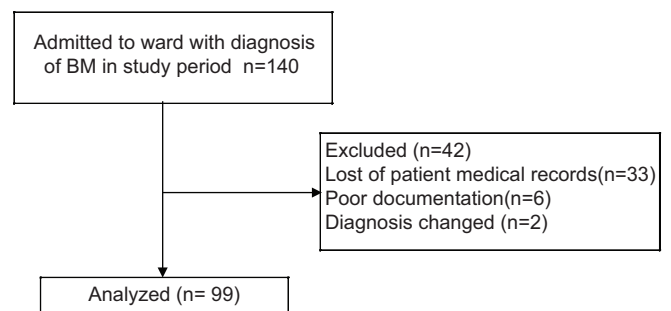 Admitted to ward with diagnosis
of BM in study period n=140
Excluded (n=42)
Lost of patient medical records(n=33)
Poor documentation(n=6)
Diagnosis changed (n=2)
Analyzed (n= 99)